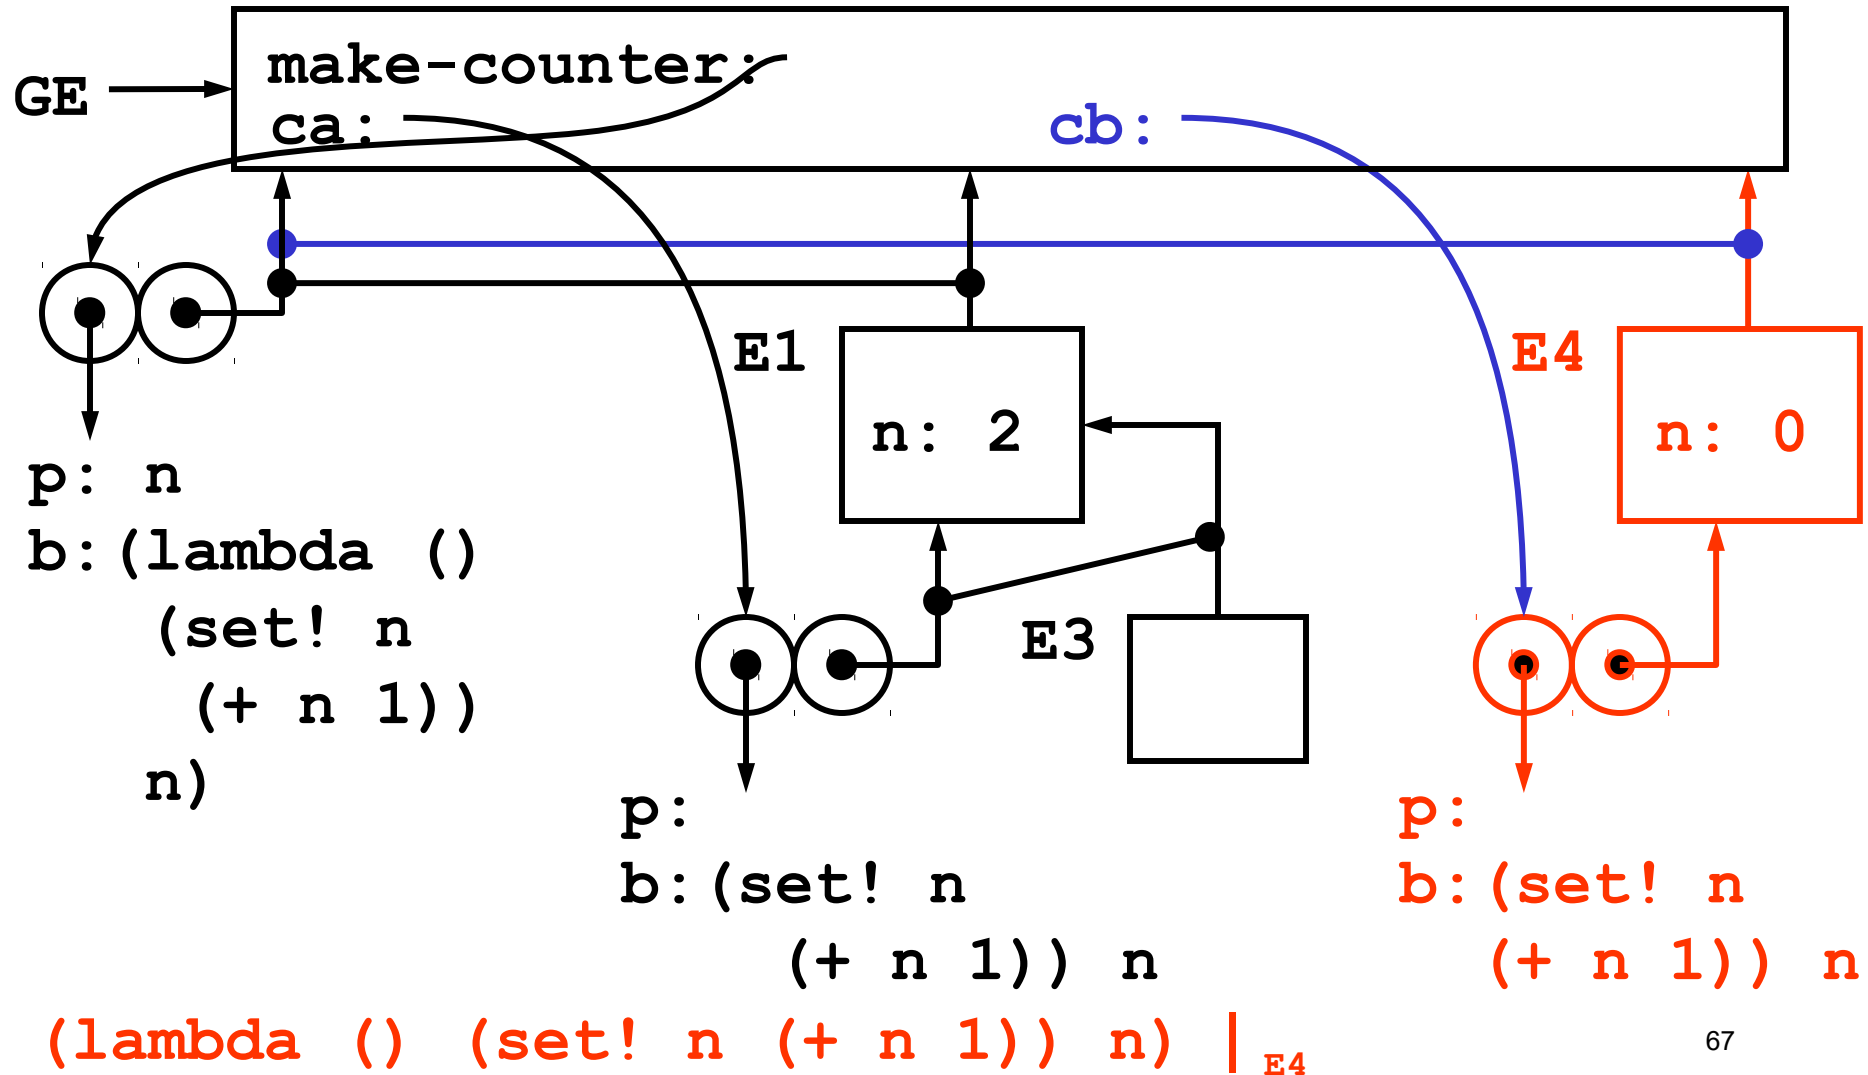 make-counter:
GE
ca:
cb:
E1
E4
n: 2
n: 0
p: n
b:(lambda ()
(set! n
(+ n 1))
n)
E3
p:
b:(set! n
(+ n 1)) n
p:
b:(set! n
(+ n 1)) n
(lambda () (set! n (+ n 1)) n) | E4
67